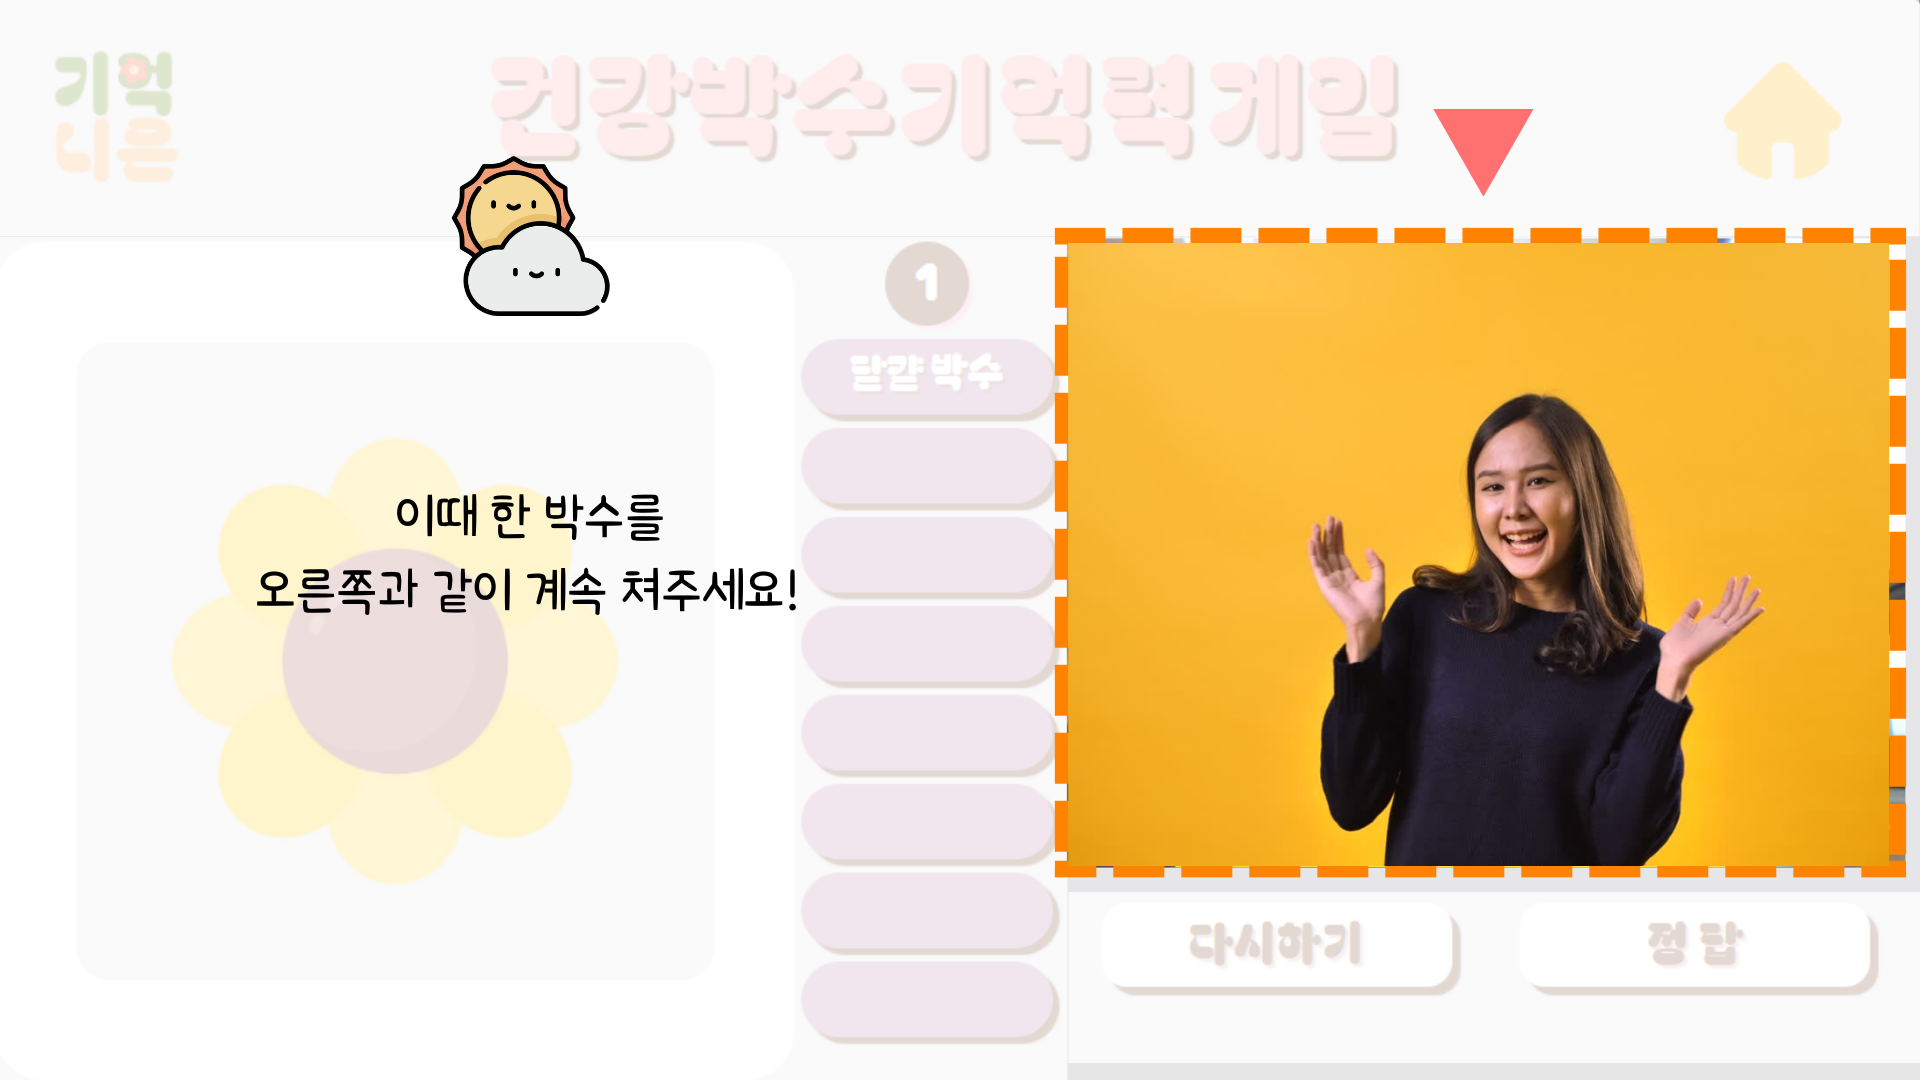 기억
니은
건강박수기억력게임
1
달걀 박수
이때 한 박수를
오른쪽과 같이 계속 쳐주세요!
다시하기
정답